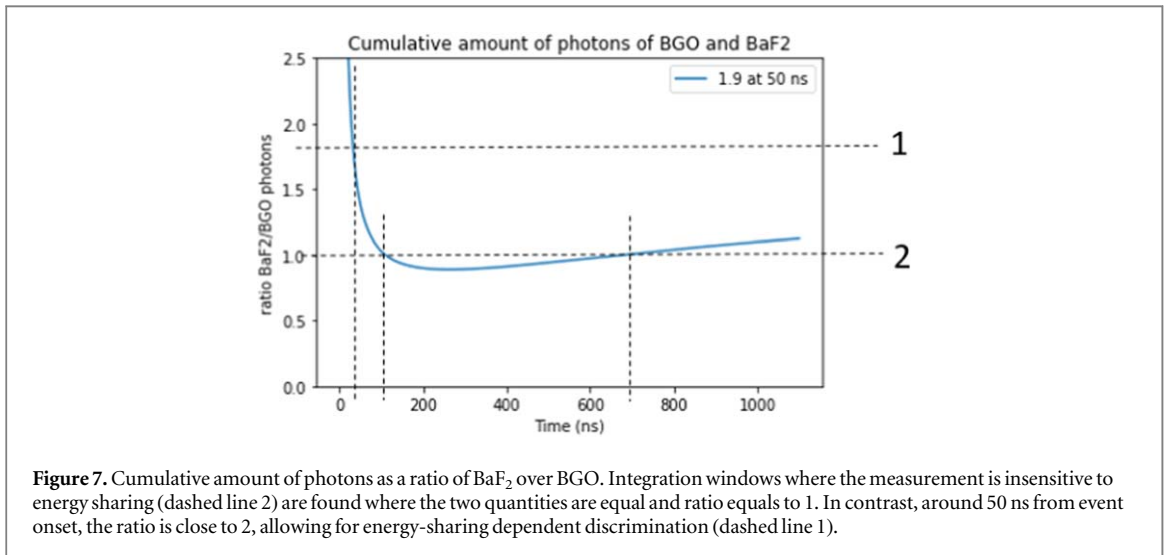 Cumulative amount of photons of BGO and BaF2
2.5
1.9 at 50 ns
2.0
1
1.5
ratio BaF2/BGO photons
1.0
2
0.5
0.0
0 200 400 600 800 1000
Time (ns)
Figure 7. Cumulative amount of photons as a ratio of BaF₂ over BGO. Integration windows where the measurement is insensitive to
energy sharing (dashed line 2) are found where the two quantities are equal and ratio equals to 1. In contrast, around 50 ns from event
onset, the ratio is close to 2, allowing for energy-sharing dependent discrimination (dashed line 1).